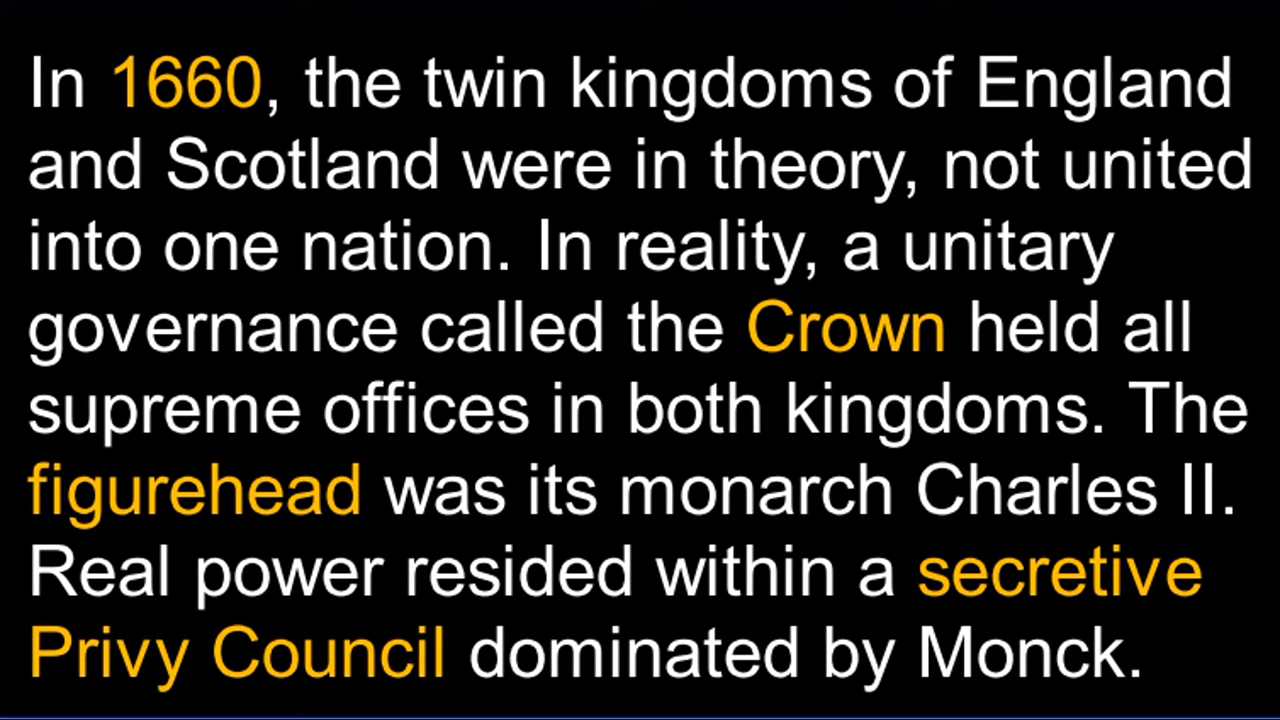 In 1660, the twin kingdoms of England
and Scotland were in theory, not united
into one nation. In reality, a unitary
governance called the Crown held all
supreme offices in both kingdoms. The
figurehead was its monarch Charles II.
Real power resided within a secretive
Privy Council dominated by Monck.